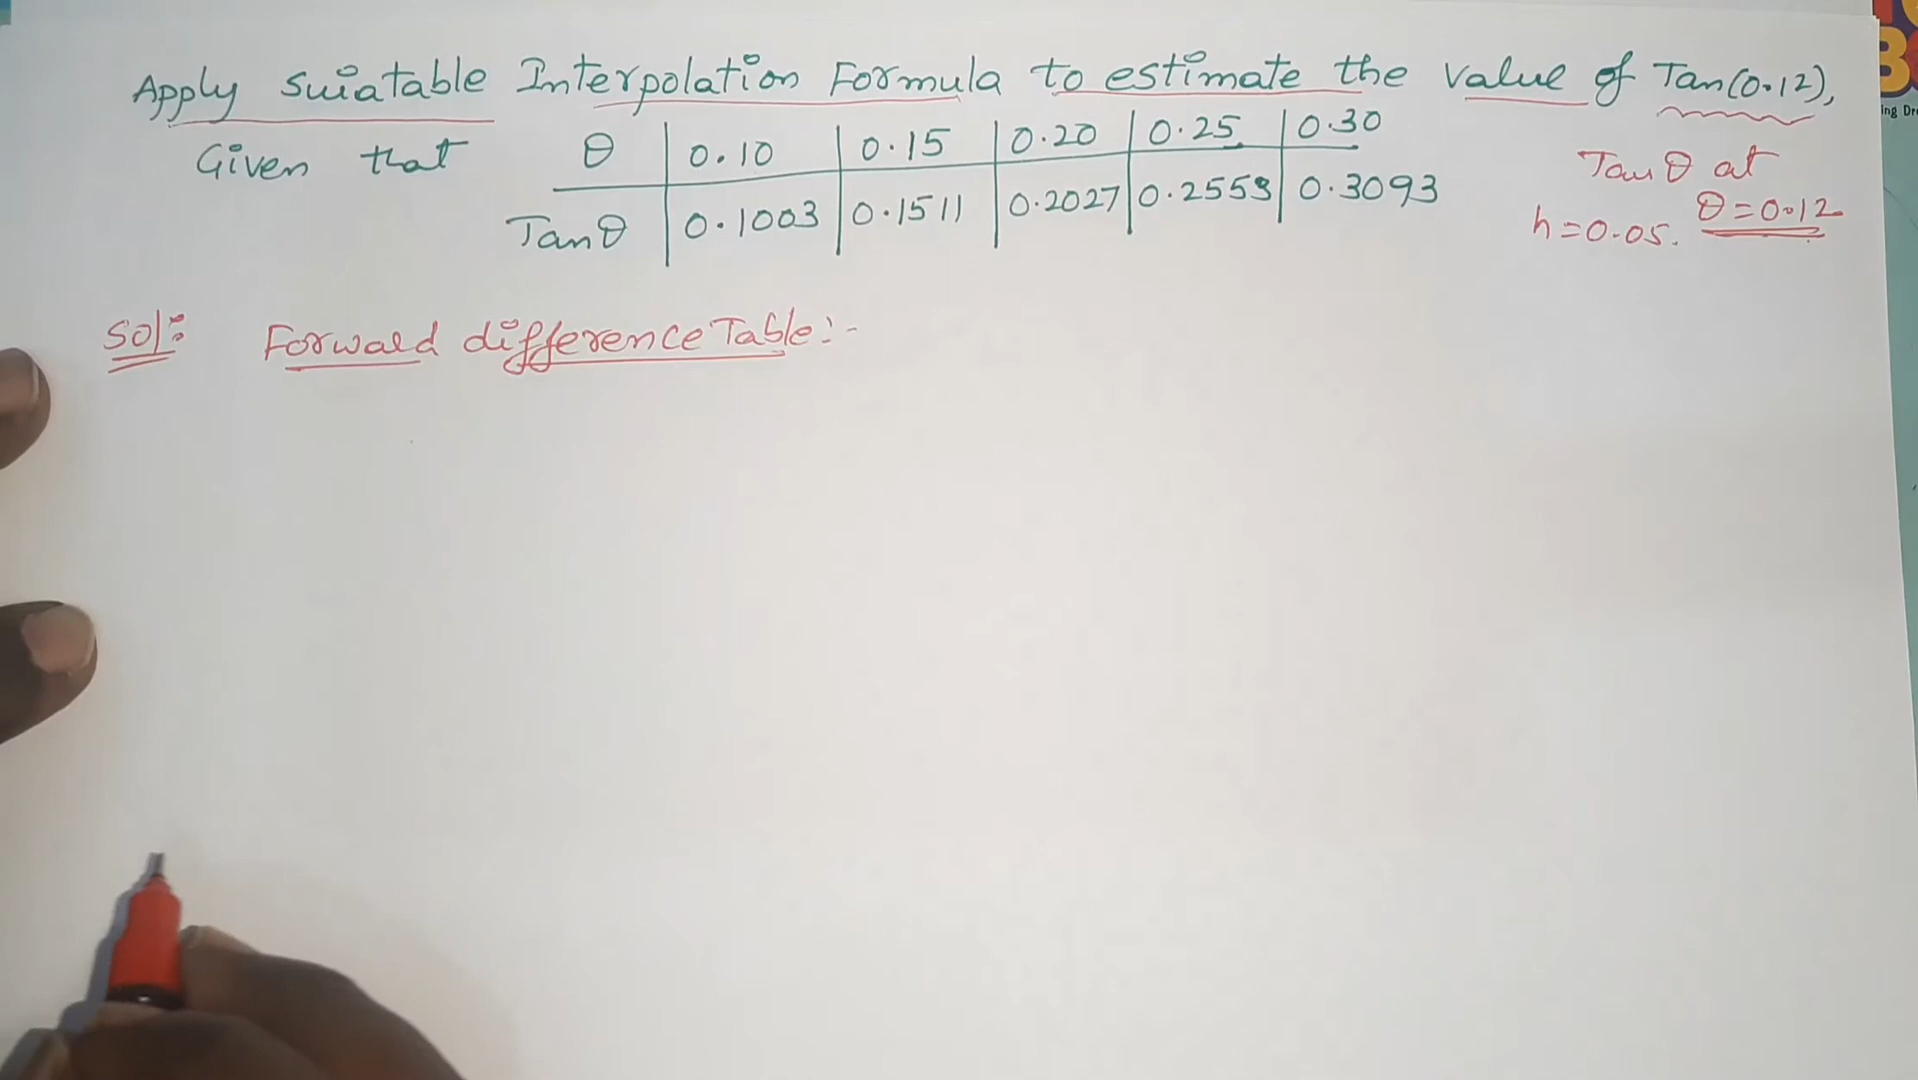 Apply Suiatable Interpolation Formula to estimate the value of Tan(0.12),
Given that θ 0.10 0.15 0.20 0.25 0.30
Tanθ 0.1003 0.1511 0.2027 0.2553 0.3093
Tanθ at
h=0.05. θ=0.12
Sol:
Forward difference Table:-
ing Dr